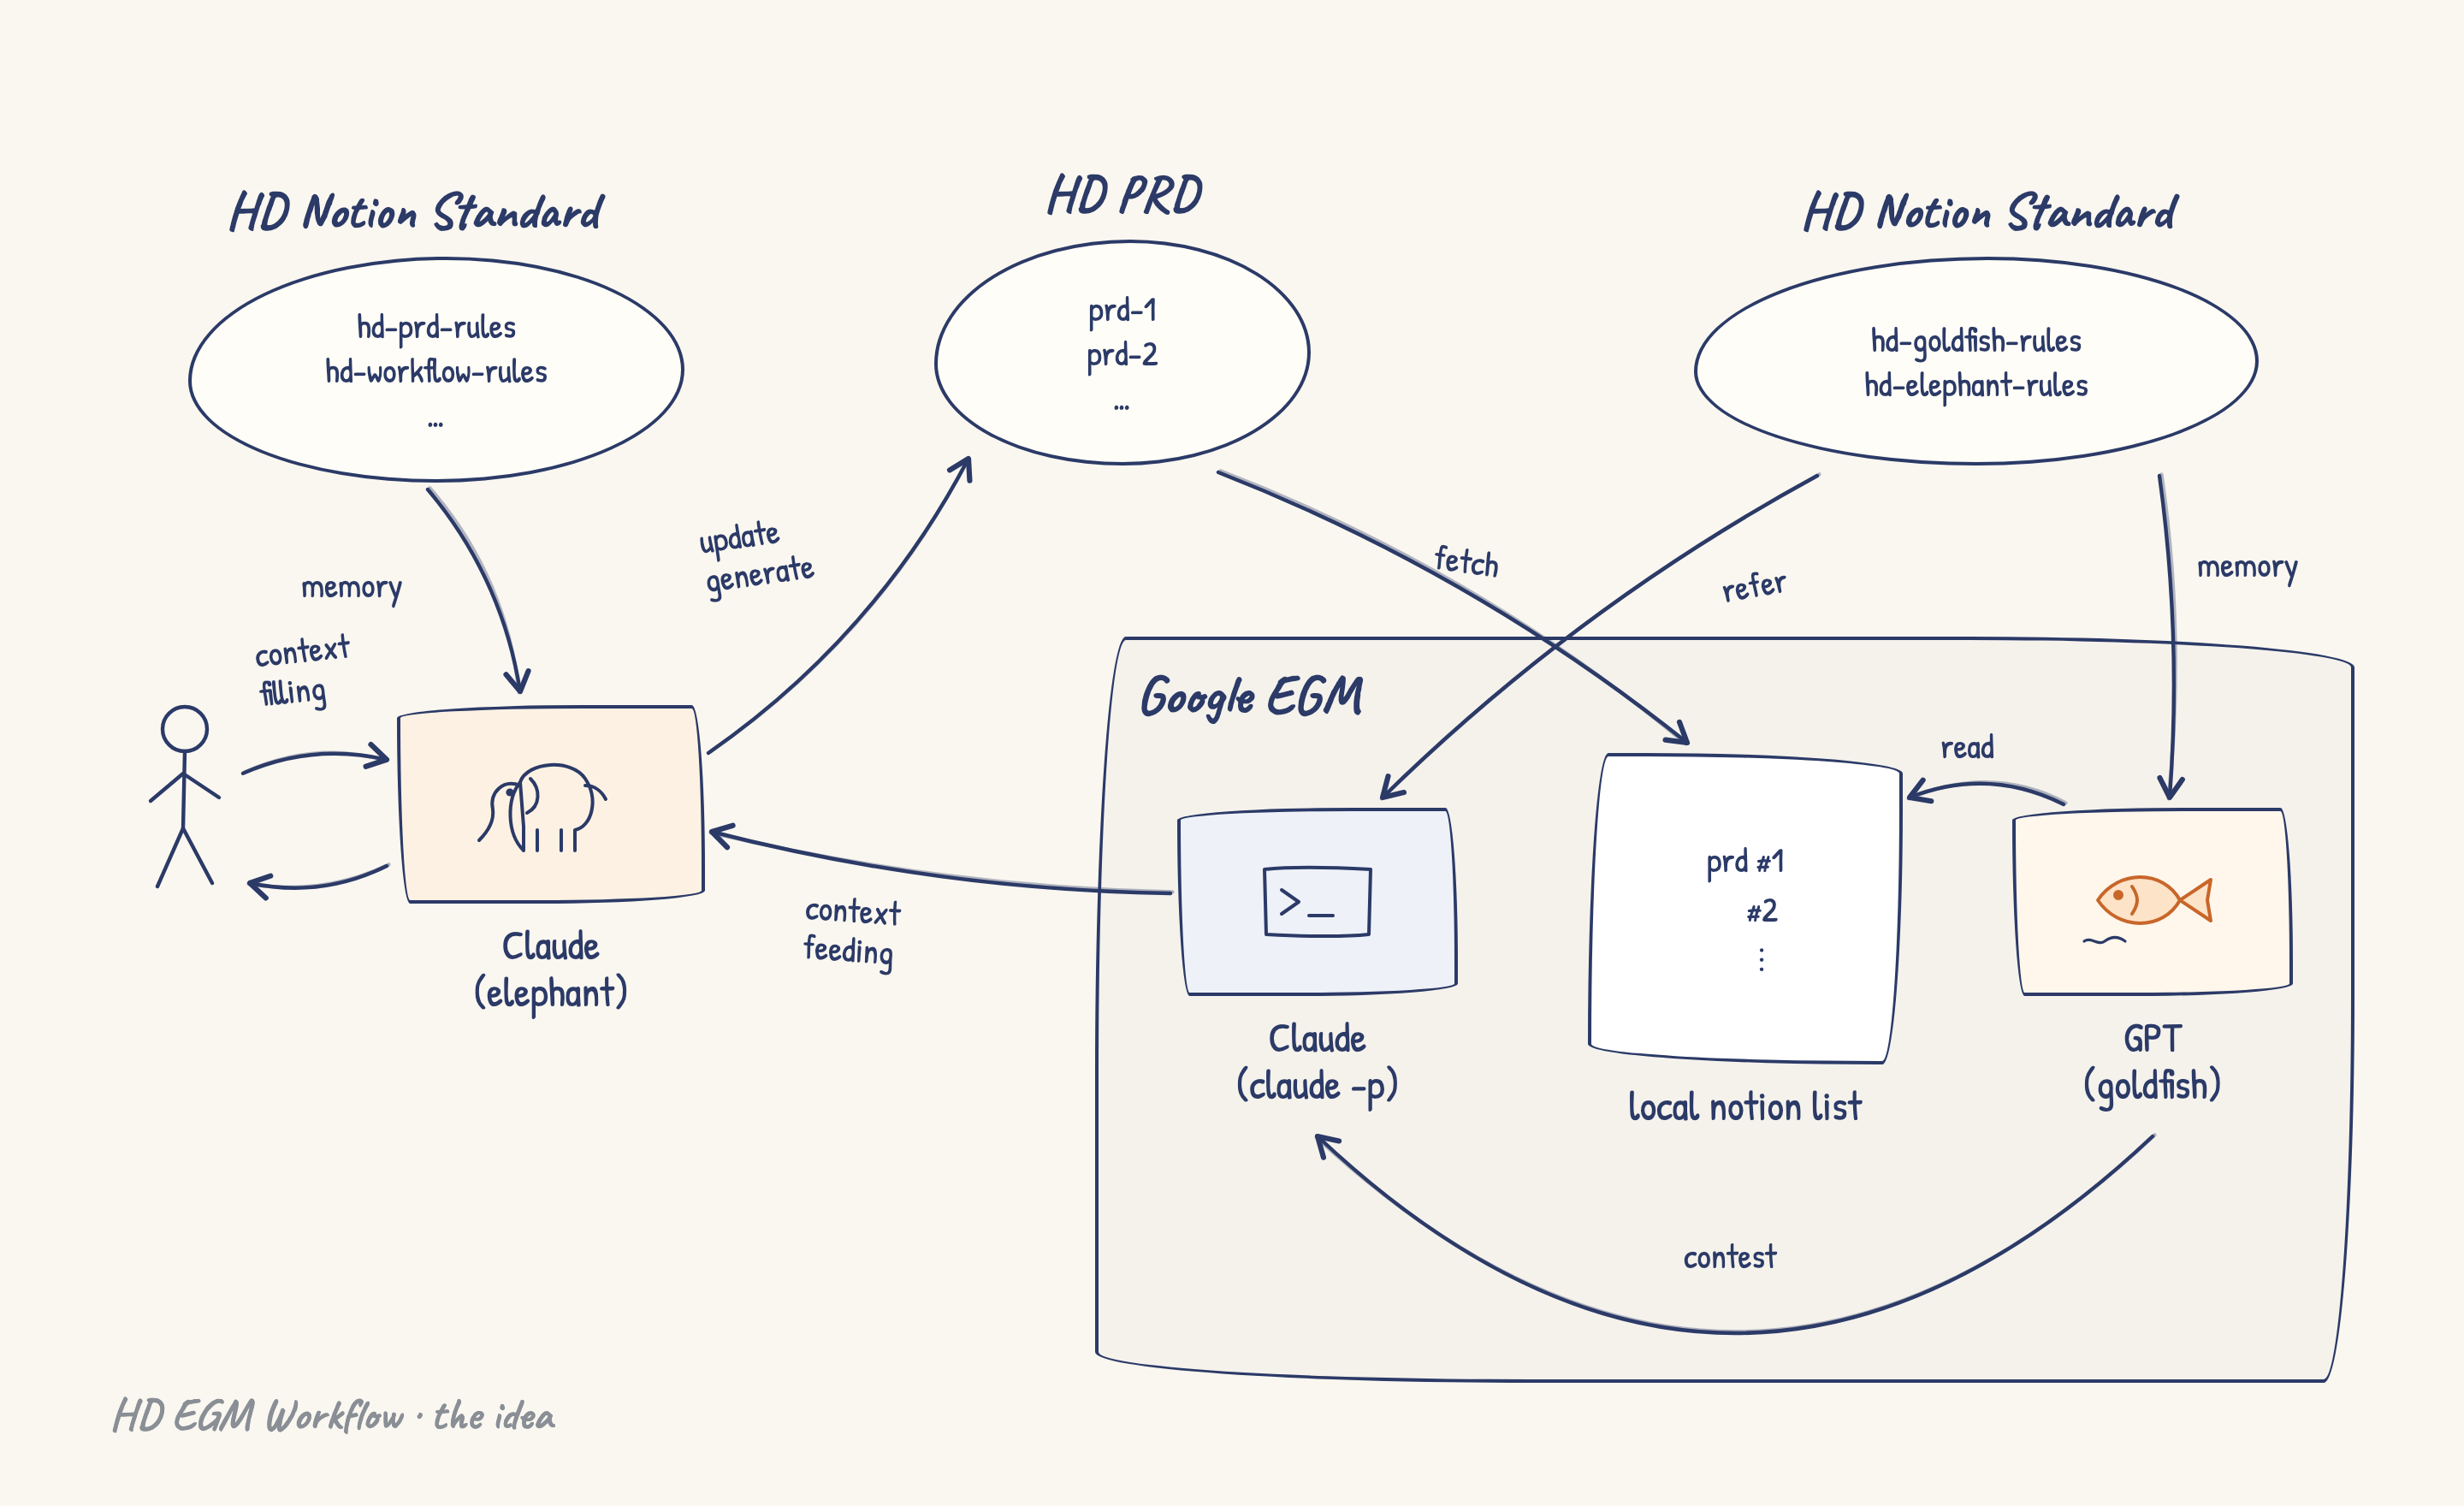 HD Notion Standard
hd-prd-rules
hd-workflow-rules
...
HD PRD
prd-1
prd-2
...
HD Notion Standard
hd-goldfish-rules
hd-elephant-rules
memory
context
filling
update
generate
fetch
refer
memory
Claude
(elephant)
context
feeding
Google EGM
>_
Claude
(claude -p)
prd #1
#2
⋮
local notion list
read
GPT
(goldfish)
contest
HD EGM Workflow · the idea